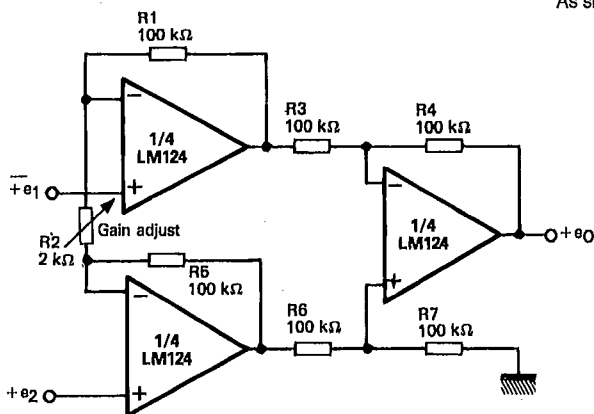 As s
R1
100 kΩ
−
1/4
LM124
+
+e1
R2
2 kΩ
Gain adjust
R3
100 kΩ
R4
100 kΩ
−
1/4
LM124
+
+eO
R5
100 kΩ
−
1/4
LM124
+
+e2
R6
100 kΩ
R7
100 kΩ